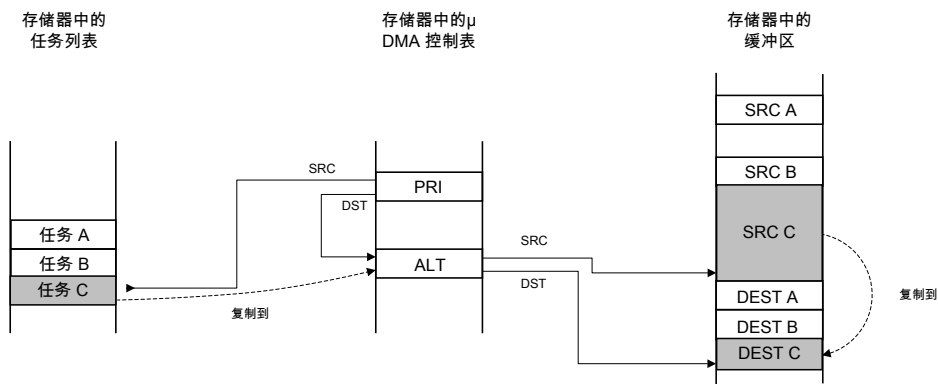 存储器中的
任务列表
存储器中的μ
DMA 控制表
存储器中的
缓冲区
SRC A
SRC B
SRC
PRI
DST
任务 A
任务 B
任务 C
SRC
ALT
DST
SRC C
复制到
复制到
DEST A
DEST B
DEST C